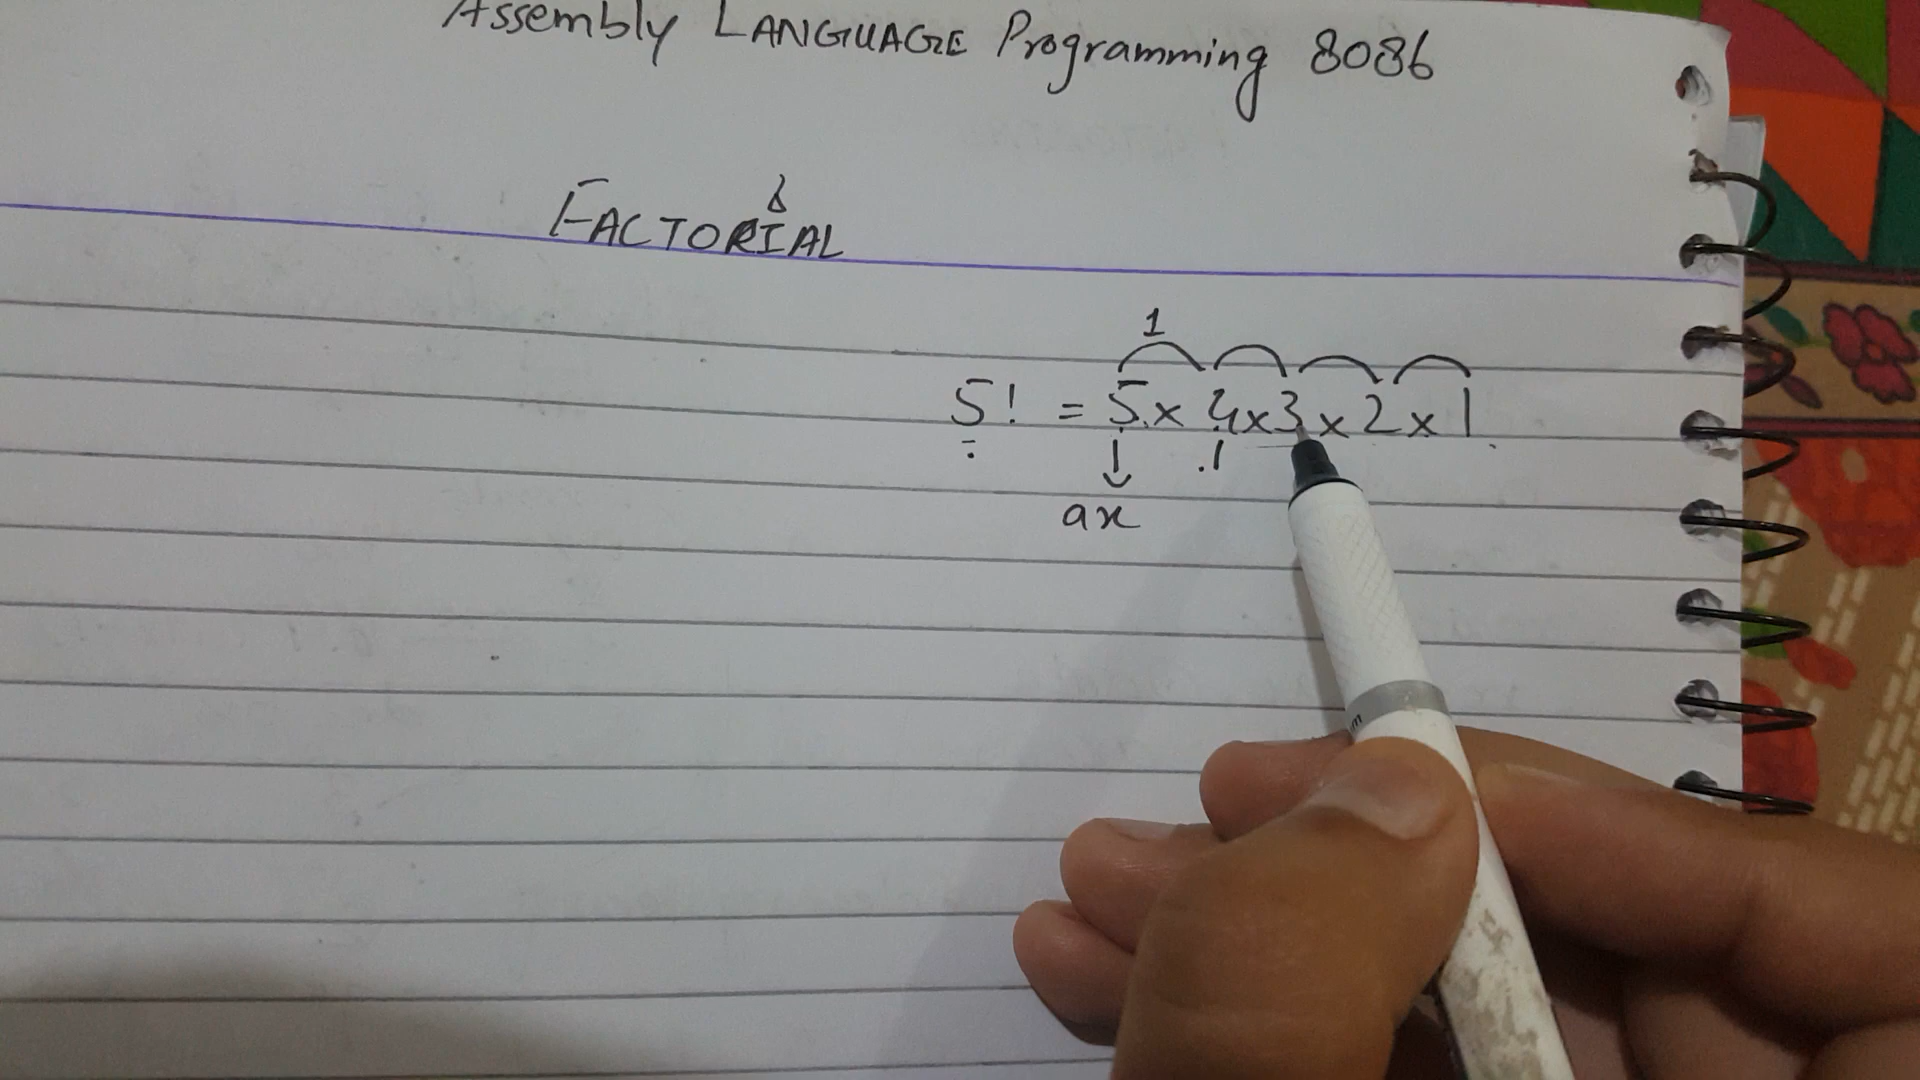 Assembly LANGUAGE Programming 8086
FACTORIAL
1
5! = 5 x 4 x 3 x 2 x 1
ax